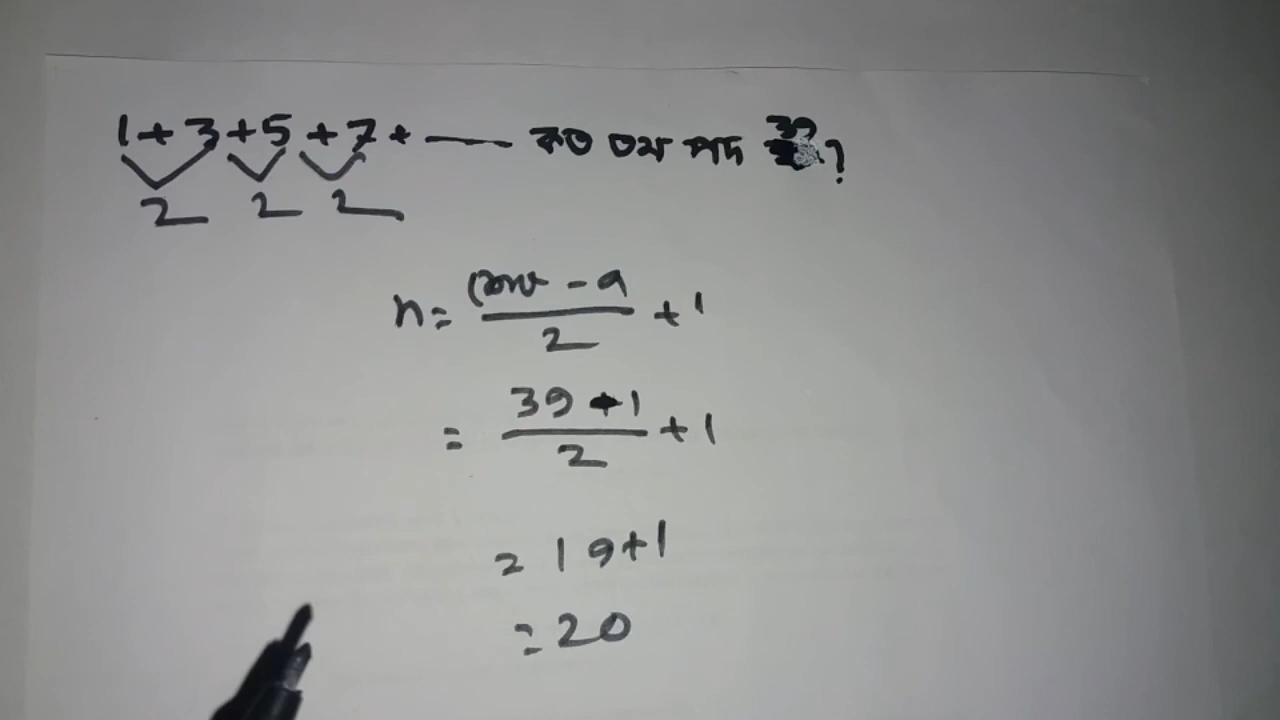 1 + 3 + 5 + 7 + —— কত তম পদ 39 ?
2 2 2
n = শেষ - a / 2 + 1
= 39 - 1 / 2 + 1
= 19 + 1
= 20